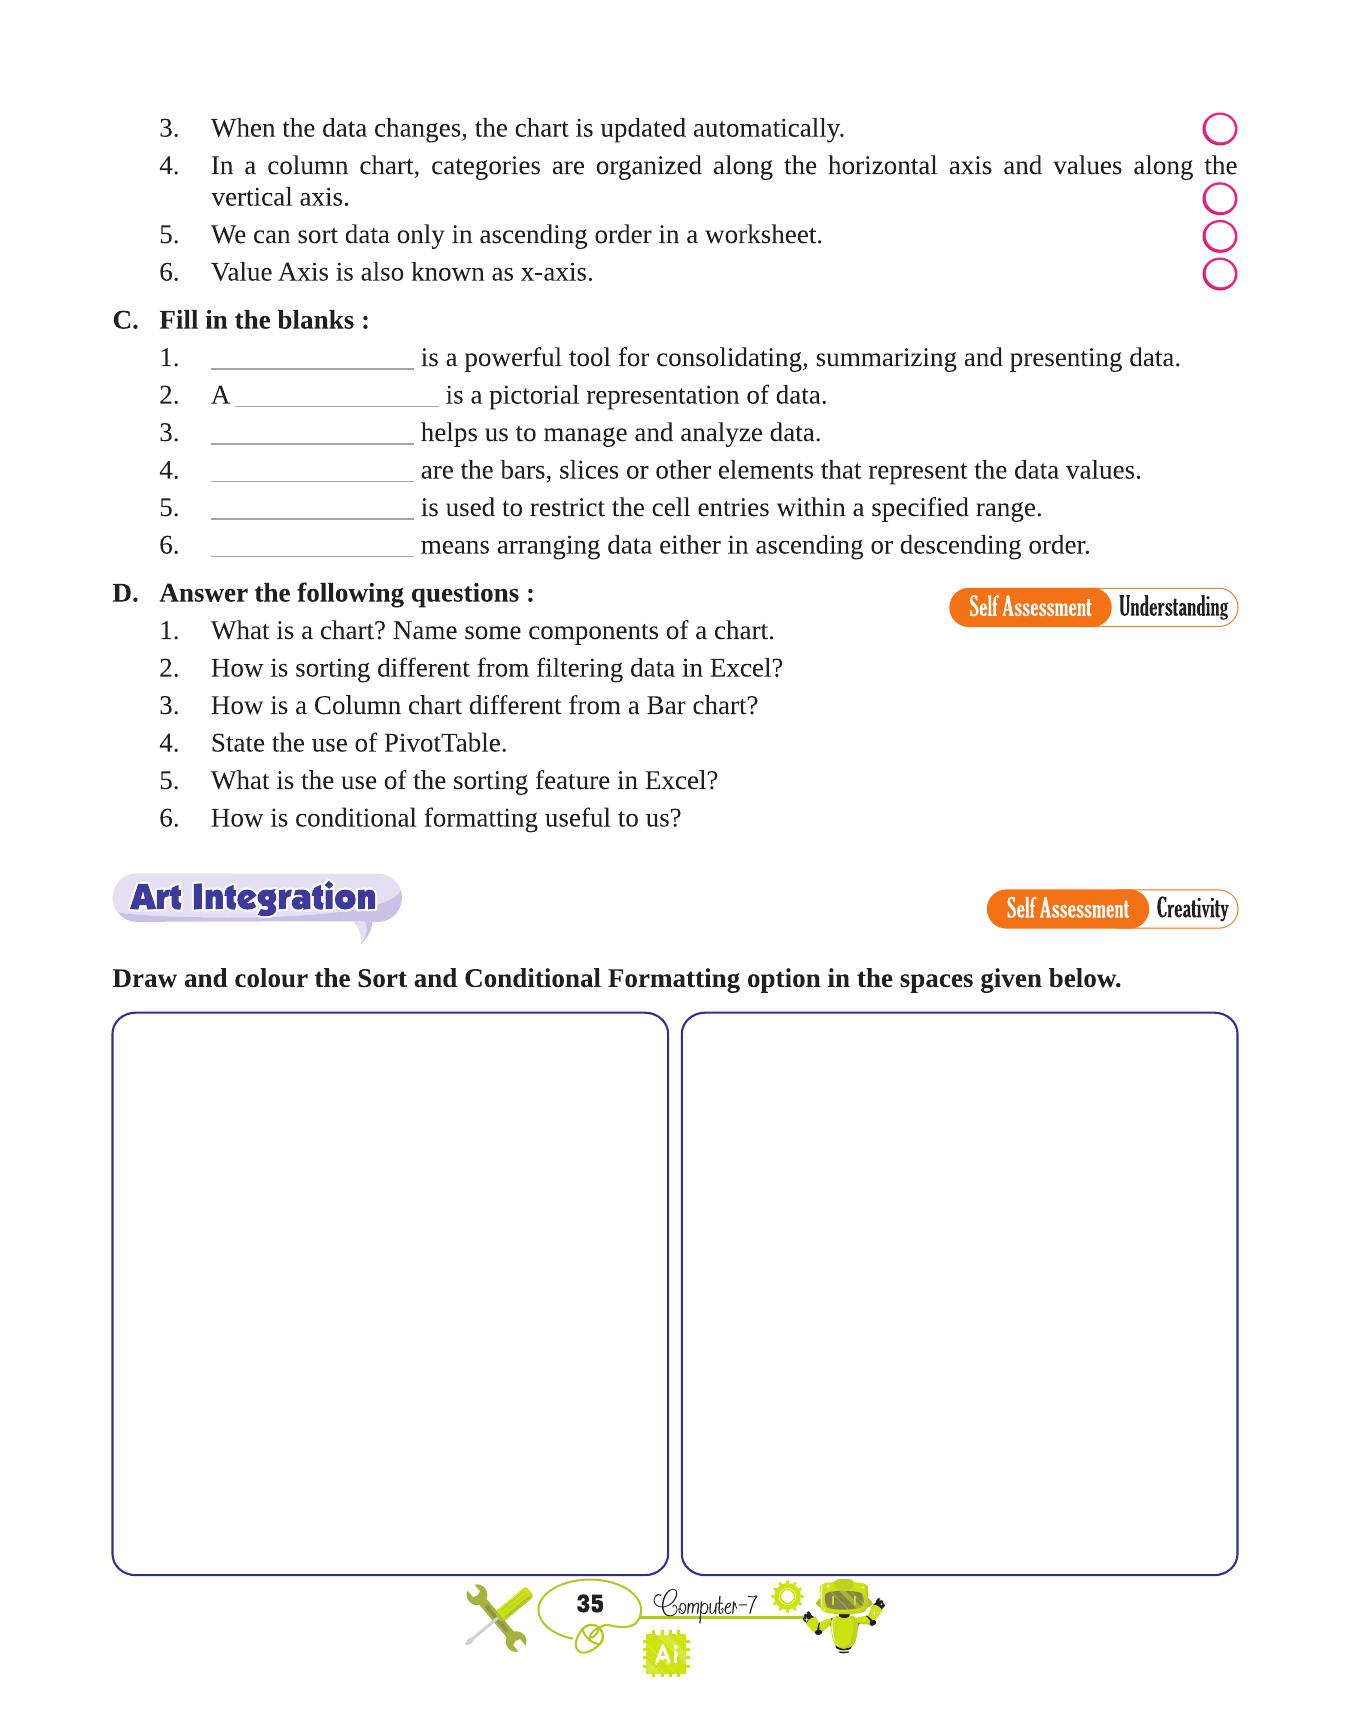 3. When the data changes, the chart is updated automatically.
4. In a column chart, categories are organized along the horizontal axis and values along the
vertical axis.
5. We can sort data only in ascending order in a worksheet.
6. Value Axis is also known as x-axis.
C. Fill in the blanks :
1. _______________ is a powerful tool for consolidating, summarizing and presenting data.
2. A _______________ is a pictorial representation of data.
3. _______________ helps us to manage and analyze data.
4. _______________ are the bars, slices or other elements that represent the data values.
5. _______________ is used to restrict the cell entries within a specified range.
6. _______________ means arranging data either in ascending or descending order.
D. Answer the following questions :
Self Assessment Understanding
1. What is a chart? Name some components of a chart.
2. How is sorting different from filtering data in Excel?
3. How is a Column chart different from a Bar chart?
4. State the use of PivotTable.
5. What is the use of the sorting feature in Excel?
6. How is conditional formatting useful to us?
Art Integration
Self Assessment Creativity
Draw and colour the Sort and Conditional Formatting option in the spaces given below.
35 Computer-7
Ai